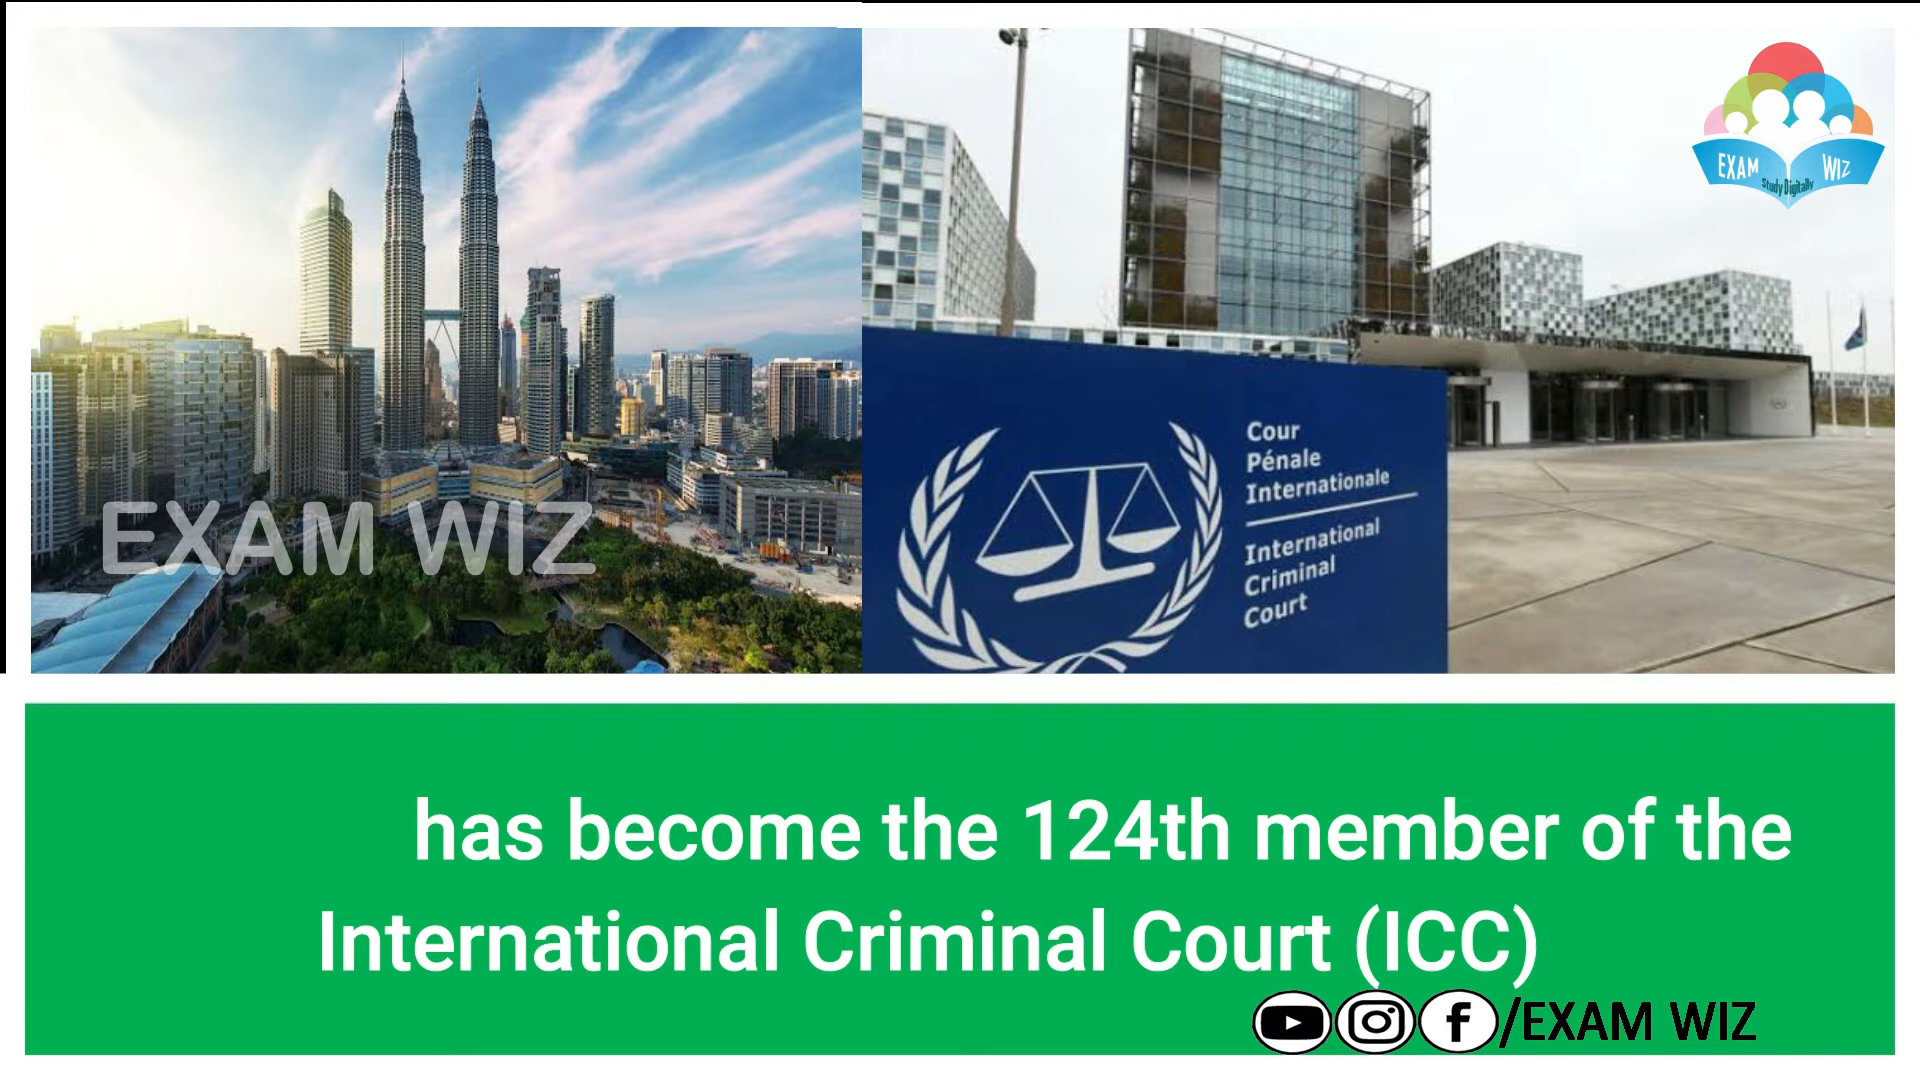 EXAM WIZ
Study Digitally
EXAM WIZ
Cour
Pénale
Internationale
International
Criminal
Court
has become the 124th member of the
International Criminal Court (ICC)
/EXAM WIZ